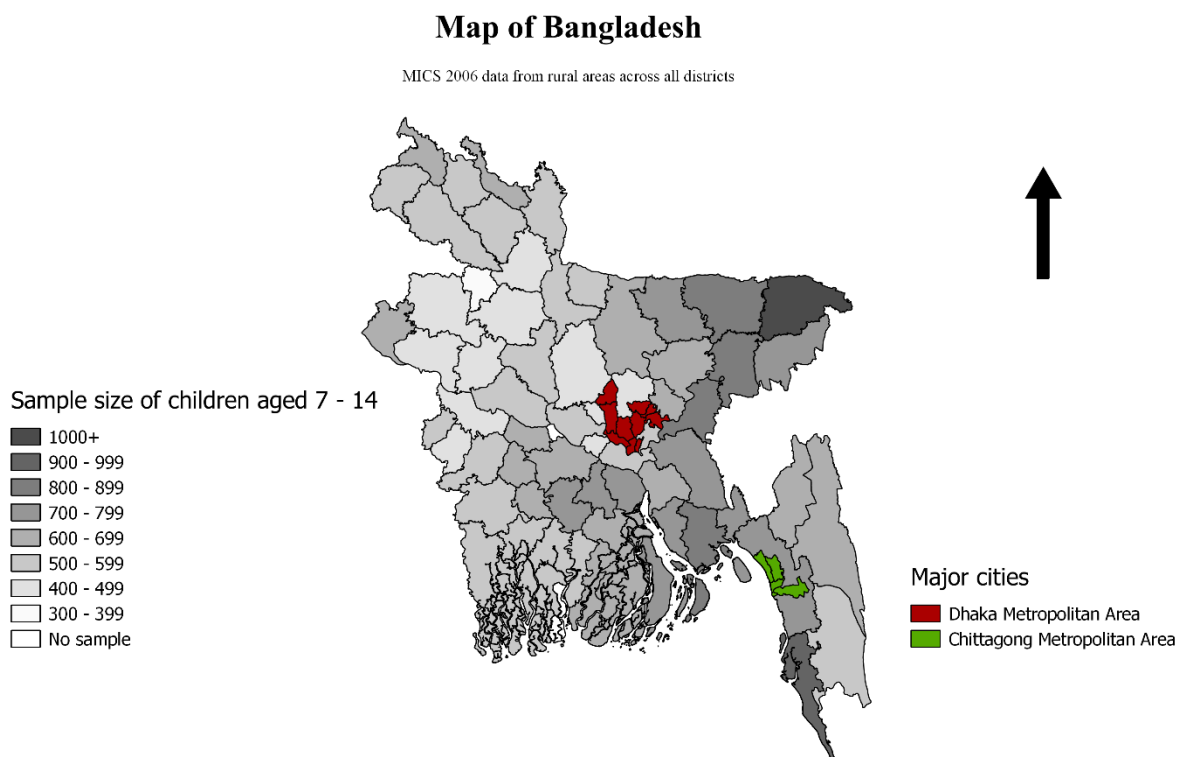 Map of Bangladesh
MICS 2006 data from rural areas across all districts
Sample size of children aged 7 - 14
1000+
900 - 999
800 - 899
700 - 799
600 - 699
500 - 599
400 - 499
300 - 399
No sample
Major cities
Dhaka Metropolitan Area
Chittagong Metropolitan Area